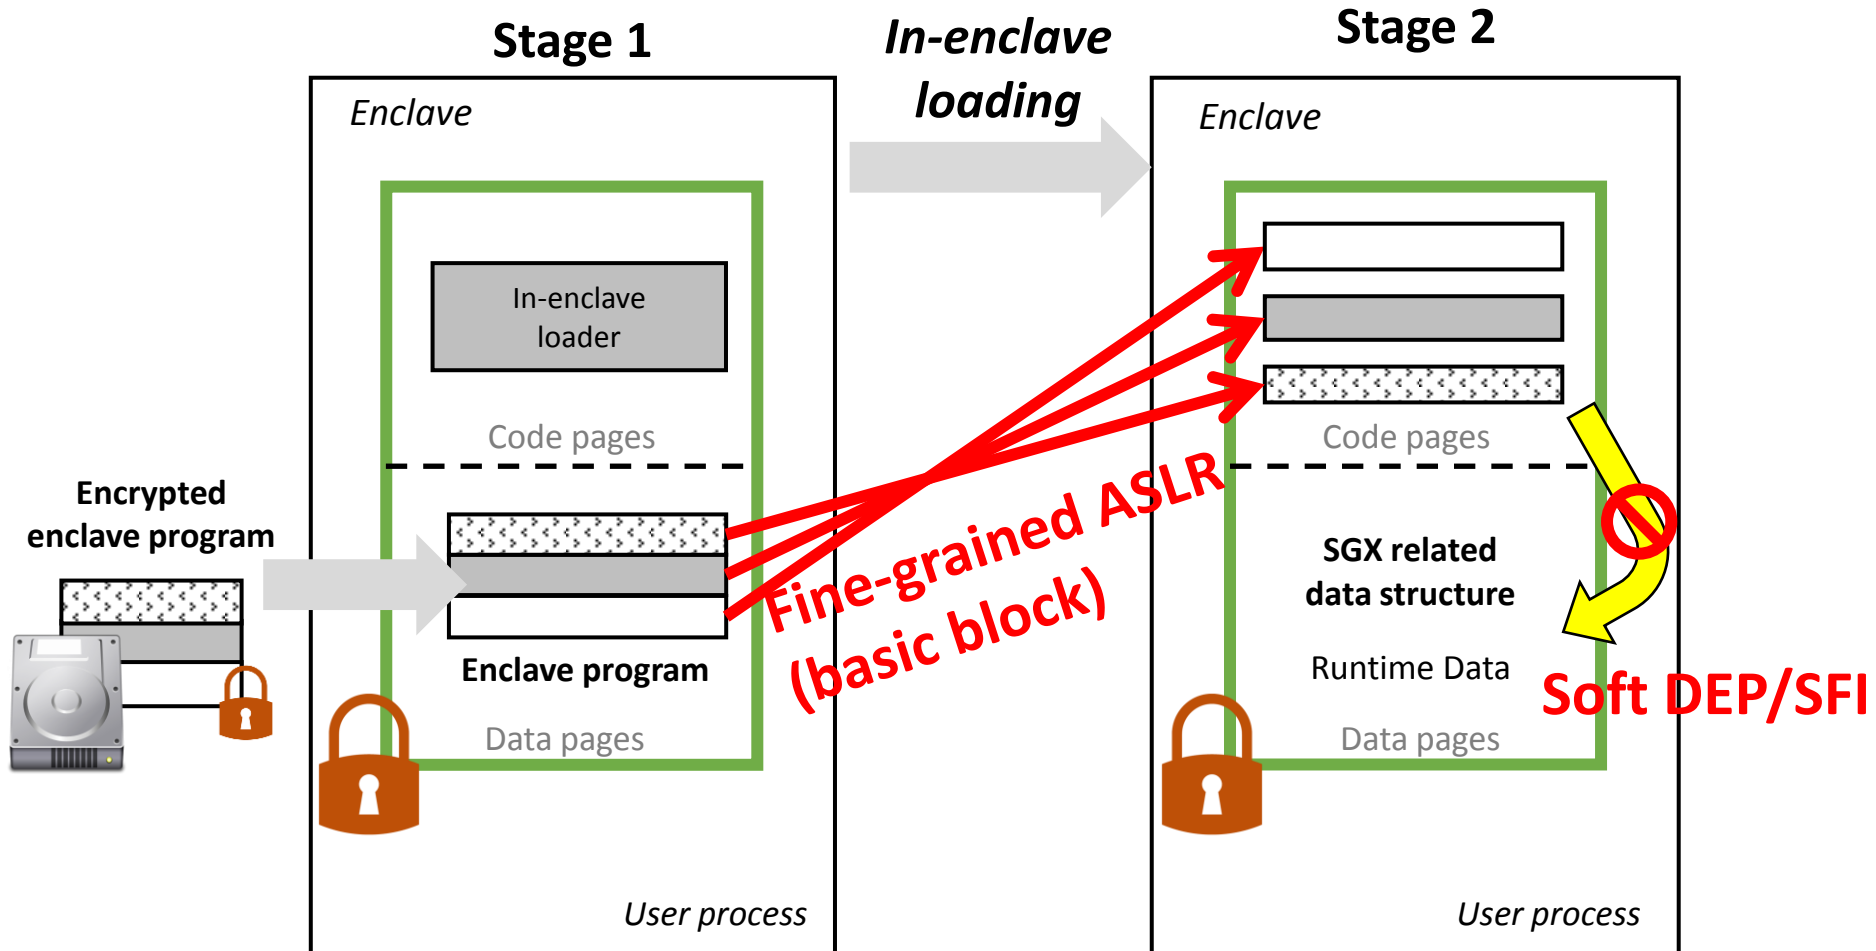 Stage 1
In-enclave
loading
Stage 2
Enclave
Enclave
In-enclave
loader
Code pages
Code pages
Encrypted
enclave program
Fine-grained ASLR
(basic block)
SGX related
data structure
Enclave program
Runtime Data
Soft DEP/SFI
Data pages
Data pages
User process
User process